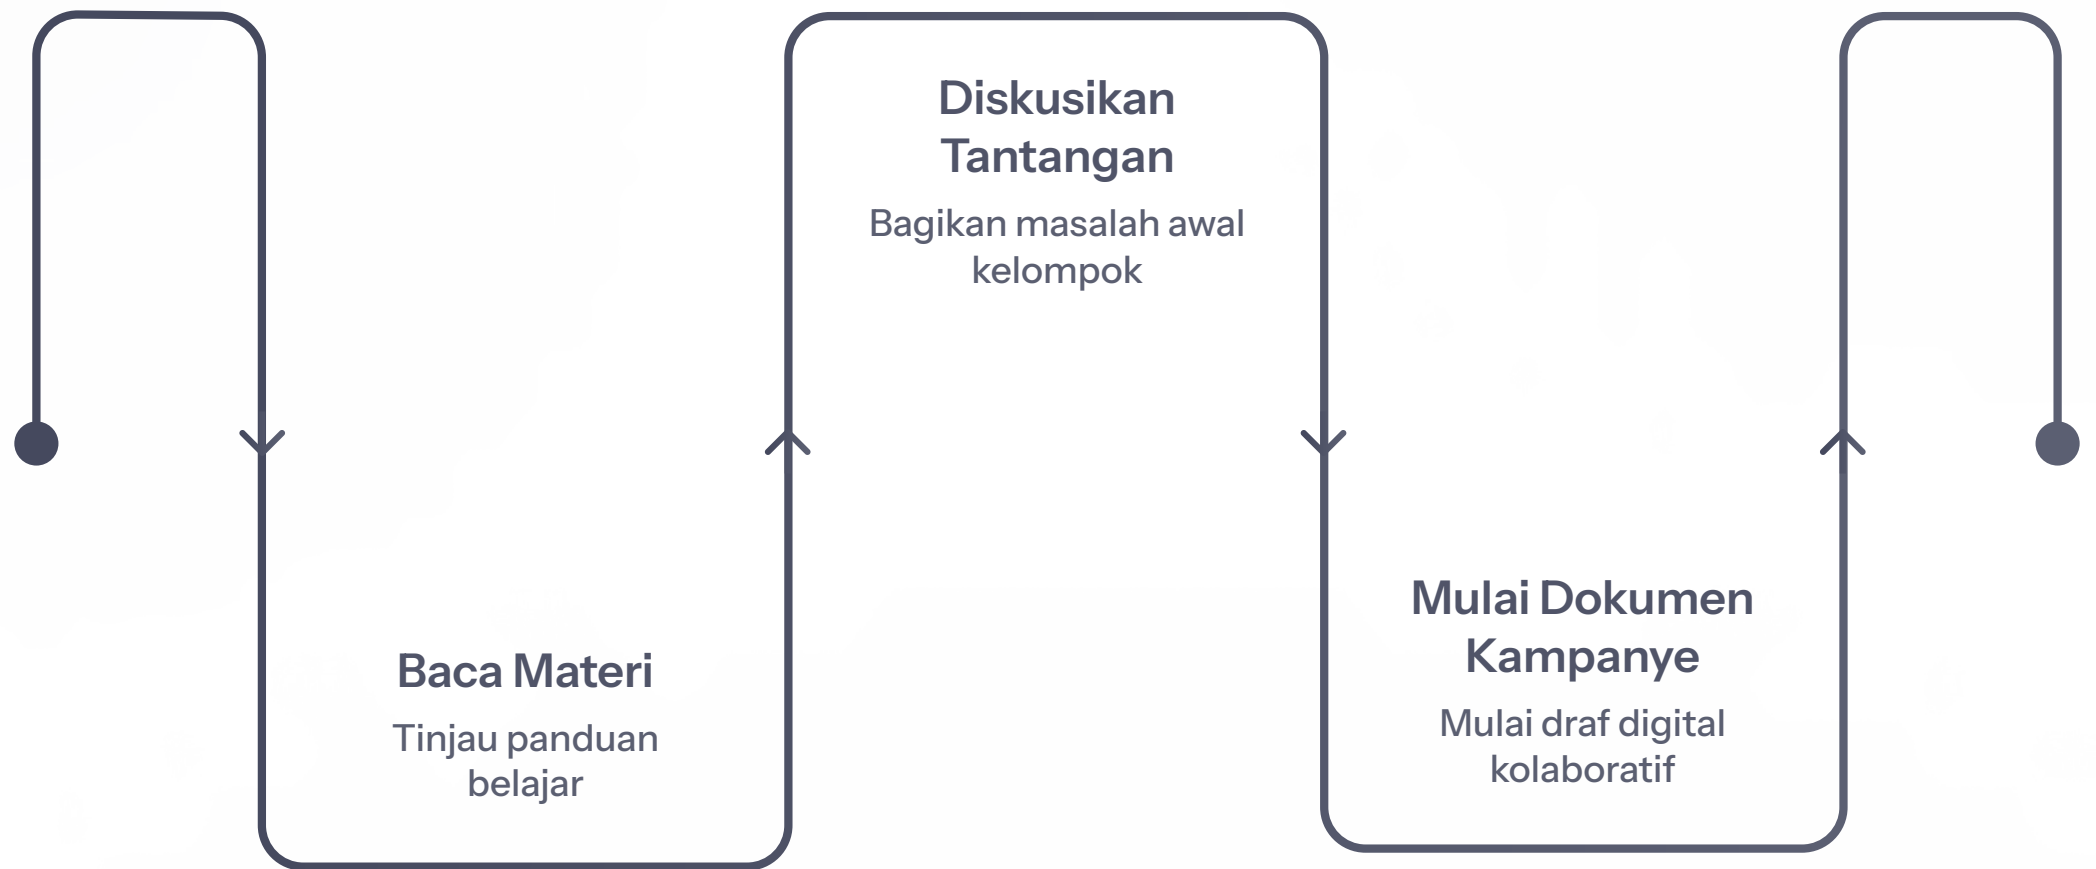 Baca Materi
Tinjau panduan
belajar
Diskusikan
Tantangan
Bagikan masalah awal
kelompok
Mulai Dokumen
Kampanye
Mulai draf digital
kolaboratif